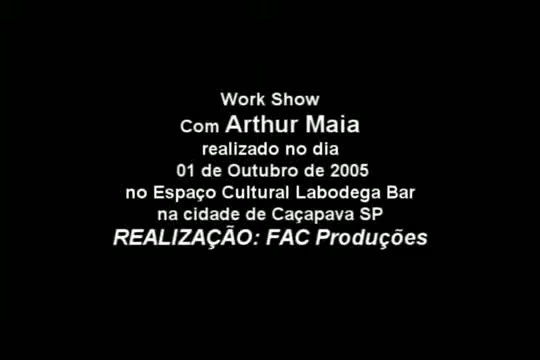 Work Show
Com Arthur Maia
realizado no dia
01 de Outubro de 2005
no Espaço Cultural Labodega Bar
na cidade de Caçapava SP
REALIZAÇÃO: FAC Produções